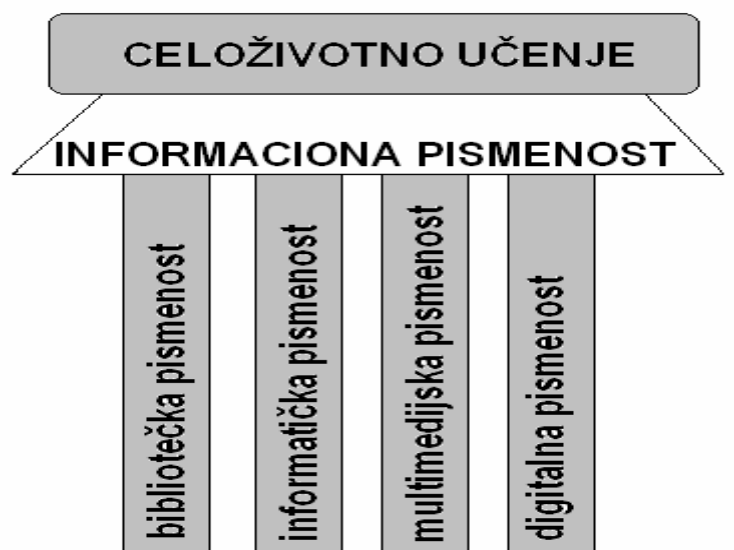 CELOŽIVOTNO UČENJE
INFORMACIONA PISMENOST
bibliotečka pismenost
informatička pismenost
multimedijska pismenost
digitalna pismenost